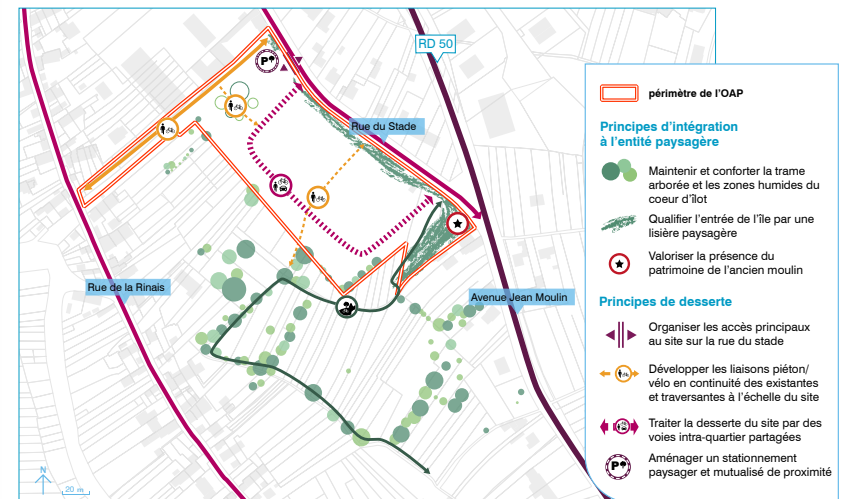 RD 50
P
Rue du Stade
Rue de la Rinais
Avenue Jean Moulin
N
20 m
périmètre de l'OAP
Principes d'intégration
à l'entité paysagère
Maintenir et conforter la trame
arborée et les zones humides du
coeur d'îlot
Qualifier l'entrée de l'île par une
lisière paysagère
Valoriser la présence du
patrimoine de l'ancien moulin
Principes de desserte
Organiser les accès principaux
au site sur la rue du stade
Développer les liaisons piéton/
vélo en continuité des existantes
et traversantes à l'échelle du site
Traiter la desserte du site par des
voies intra-quartier partagées
P
Aménager un stationnement
paysager et mutualisé de proximité